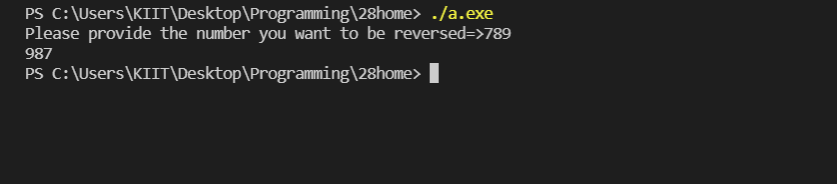 PS C:\Users\KIIT\Desktop\Programming\28home> ./a.exe
Please provide the number you want to be reversed=>789
987
PS C:\Users\KIIT\Desktop\Programming\28home>